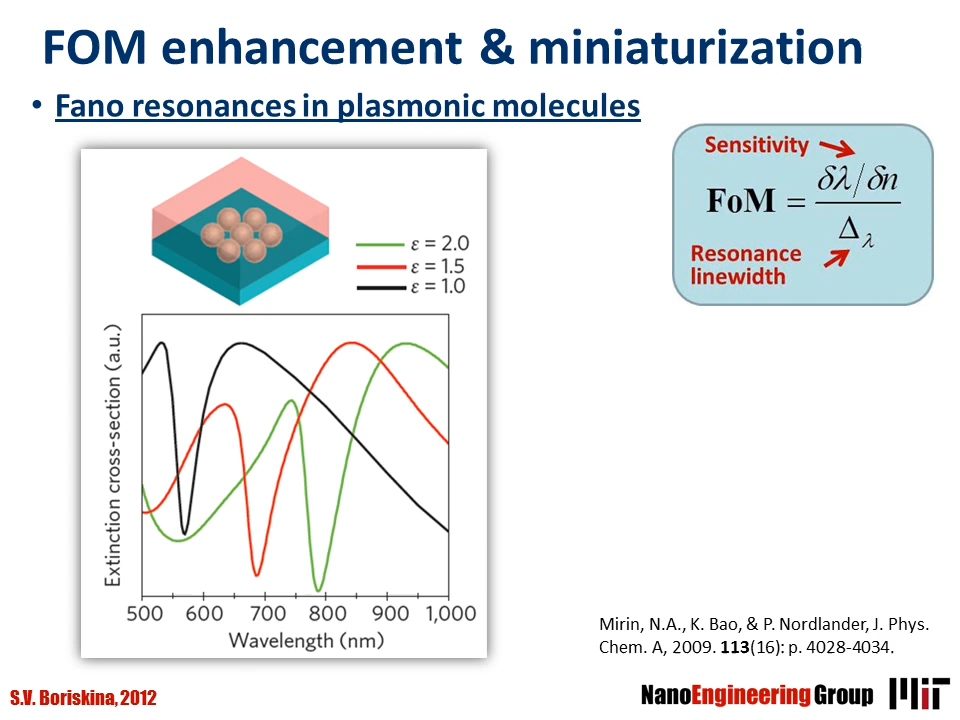 FOM enhancement & miniaturization
• Fano resonances in plasmonic molecules
Sensitivity
FoM = δλ/δn / Δλ
Resonance
linewidth
ε = 2.0
ε = 1.5
ε = 1.0
Extinction cross-section (a.u.)
500 600 700 800 900 1,000
Wavelength (nm)
Mirin, N.A., K. Bao, & P. Nordlander, J. Phys.
Chem. A, 2009. 113(16): p. 4028-4034.
S.V. Boriskina, 2012
NanoEngineering Group
MIT